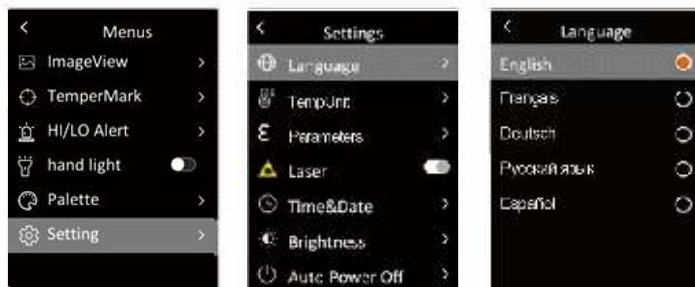 Menus
ImageView
TemperMark
HI/LO Alert
hand light
Palette
Setting
Settings
Language
TempUnit
Parameters
Laser
Time&Date
Brightness
Auto Power Off
Language
English
Français
Deutsch
Русский язык
Español